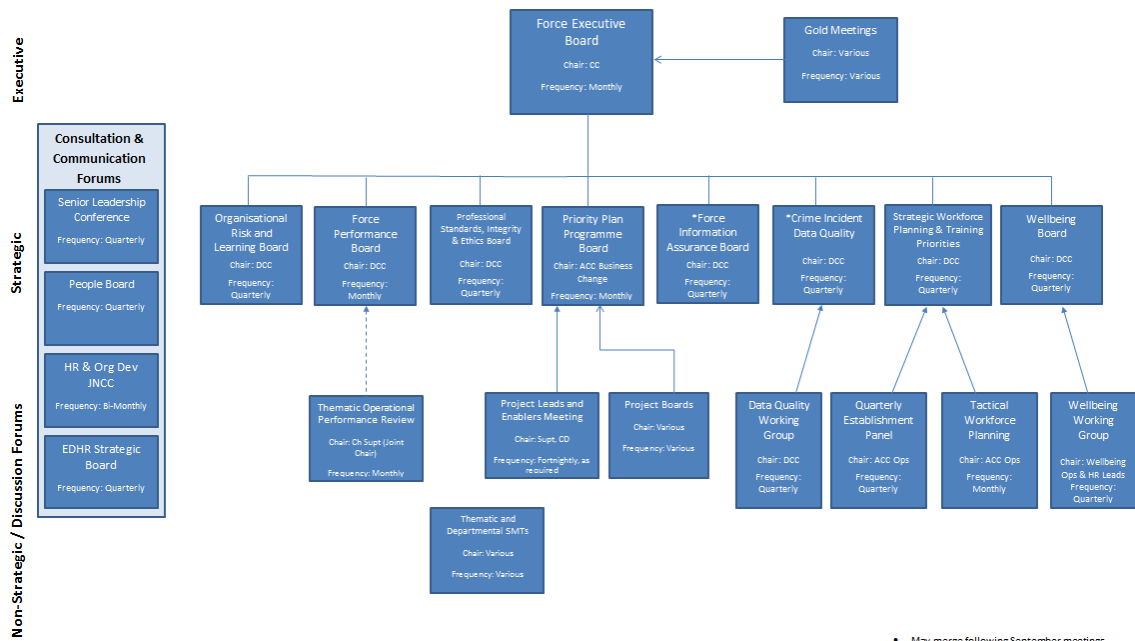 Executive
Strategic
Non-Strategic / Discussion Forums
Force Executive
Board
Chair: CC
Frequency: Monthly
Gold Meetings
Chair: Various
Frequency: Various
Consultation &
Communication
Forums
Senior Leadership
Conference
Frequency: Quarterly
People Board
Frequency: Quarterly
HR & Org Dev
JNCC
Frequency: Bi-Monthly
EDHR Strategic
Board
Frequency: Quarterly
Organisational
Risk and
Learning Board
Chair: DCC
Frequency:
Quarterly
Force
Performance
Board
Chair: DCC
Frequency:
Monthly
Professional
Standards, Integrity
& Ethics Board
Chair: DCC
Frequency:
Quarterly
Priority Plan
Programme
Board
Chair: ACC Business
Change
Frequency: Monthly
*Force
Information
Assurance Board
Chair: DCC
Frequency:
Quarterly
*Crime Incident
Data Quality
Chair: DCC
Frequency:
Quarterly
Strategic Workforce
Planning & Training
Priorities
Chair: DCC
Frequency:
Quarterly
Wellbeing
Board
Chair: DCC
Frequency:
Quarterly
Thematic Operational
Performance Review
Chair: Ch Supt (Joint
Chair)
Frequency: Monthly
Project Leads and
Enablers Meeting
Chair: Supt, CD
Frequency: Fortnightly, as
required
Project Boards
Chair: Various
Frequency: Various
Data Quality
Working
Group
Chair: DCC
Frequency:
Quarterly
Quarterly
Establishment
Panel
Chair: ACC Ops
Frequency:
Quarterly
Tactical
Workforce
Planning
Chair: ACC Ops
Frequency:
Monthly
Wellbeing
Working
Group
Chair: Wellbeing
Ops & HR Leads
Frequency:
Quarterly
Thematic and
Departmental SMTs
Chair: Various
Frequency: Various
• May merge following September meetings